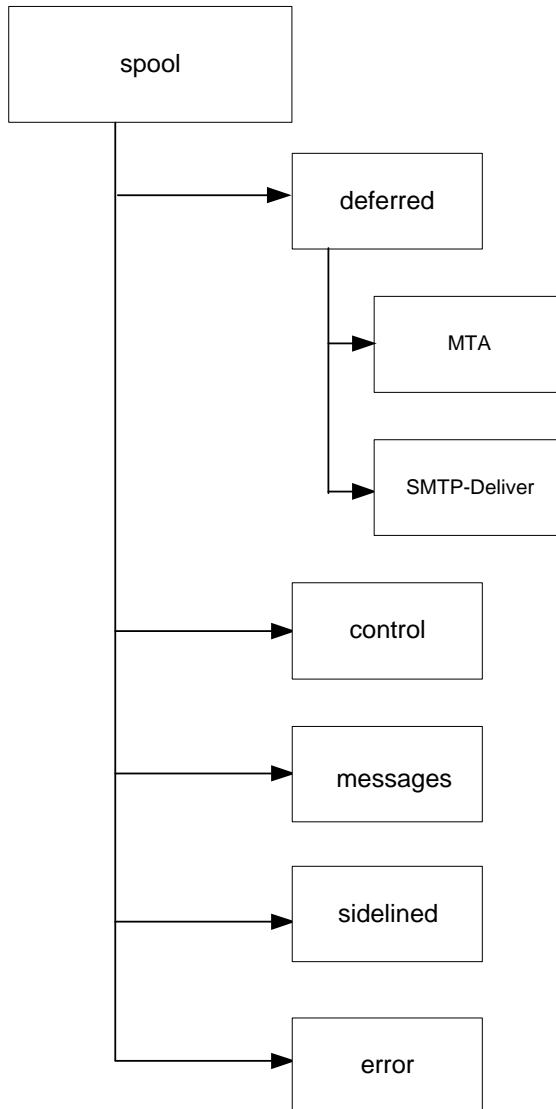 spool
deferred
MTA
SMTP-Deliver
control
messages
sidelined
error